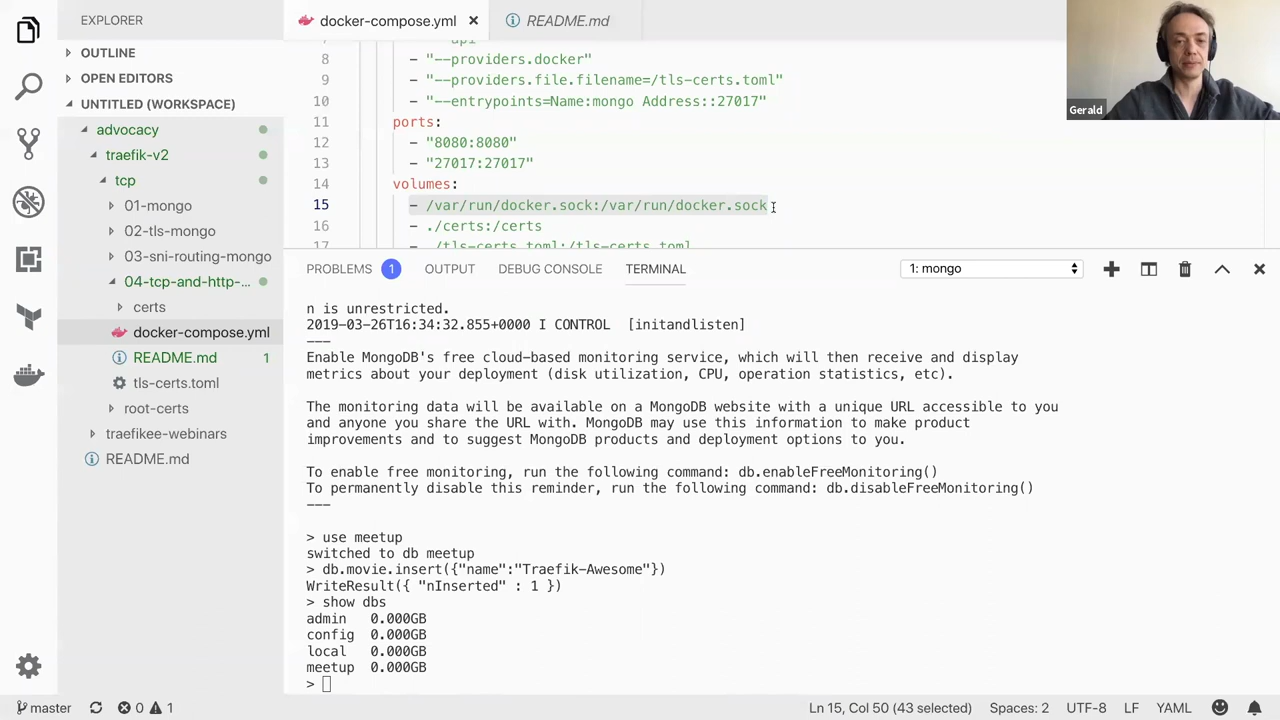 EXPLORER
OUTLINE
OPEN EDITORS
UNTITLED (WORKSPACE)
advocacy
traefik-v2
tcp
01-mongo
02-tls-mongo
03-sni-routing-mongo
04-tcp-and-http-...
certs
docker-compose.yml
README.md 1
tls-certs.toml
root-certs
traefikee-webinars
README.md
docker-compose.yml
README.md
8 - "--providers.docker"
9 - "--providers.file.filename=/tls-certs.toml"
10 - "--entrypoints=Name:mongo Address::27017"
11 ports:
12 - "8080:8080"
13 - "27017:27017"
14 volumes:
15 - /var/run/docker.sock:/var/run/docker.sock
16 - ./certs:/certs
17 - ./tls-certs.toml:/tls-certs.toml
Gerald
PROBLEMS 1 OUTPUT DEBUG CONSOLE TERMINAL 1: mongo
n is unrestricted.
2019-03-26T16:34:32.855+0000 I CONTROL  [initandlisten]
---
Enable MongoDB's free cloud-based monitoring service, which will then receive and display
metrics about your deployment (disk utilization, CPU, operation statistics, etc).
The monitoring data will be available on a MongoDB website with a unique URL accessible to you
and anyone you share the URL with. MongoDB may use this information to make product
improvements and to suggest MongoDB products and deployment options to you.
To enable free monitoring, run the following command: db.enableFreeMonitoring()
To permanently disable this reminder, run the following command: db.disableFreeMonitoring()
---
> use meetup
switched to db meetup
> db.movie.insert({"name":"Traefik-Awesome"})
WriteResult({ "nInserted" : 1 })
> show dbs
admin   0.000GB
config  0.000GB
local   0.000GB
meetup  0.000GB
>
master 0 1 Ln 15, Col 50 (43 selected) Spaces: 2 UTF-8 LF YAML